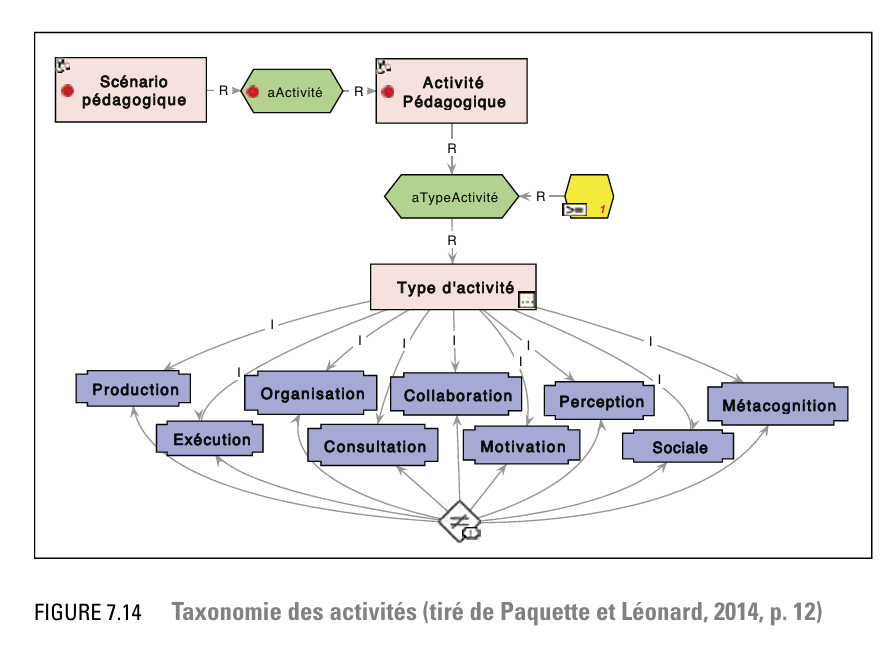 Scénario
pédagogique
R
aActivité
R
Activité
Pédagogique
R
aTypeActivité
R
>=
1
R
Type d'activité
...
I
I
I
I
I
I
I
I
I
Production
Exécution
Organisation
Consultation
Collaboration
Motivation
Perception
Sociale
Métacognition
≠
FIGURE 7.14 Taxonomie des activités (tiré de Paquette et Léonard, 2014, p. 12)